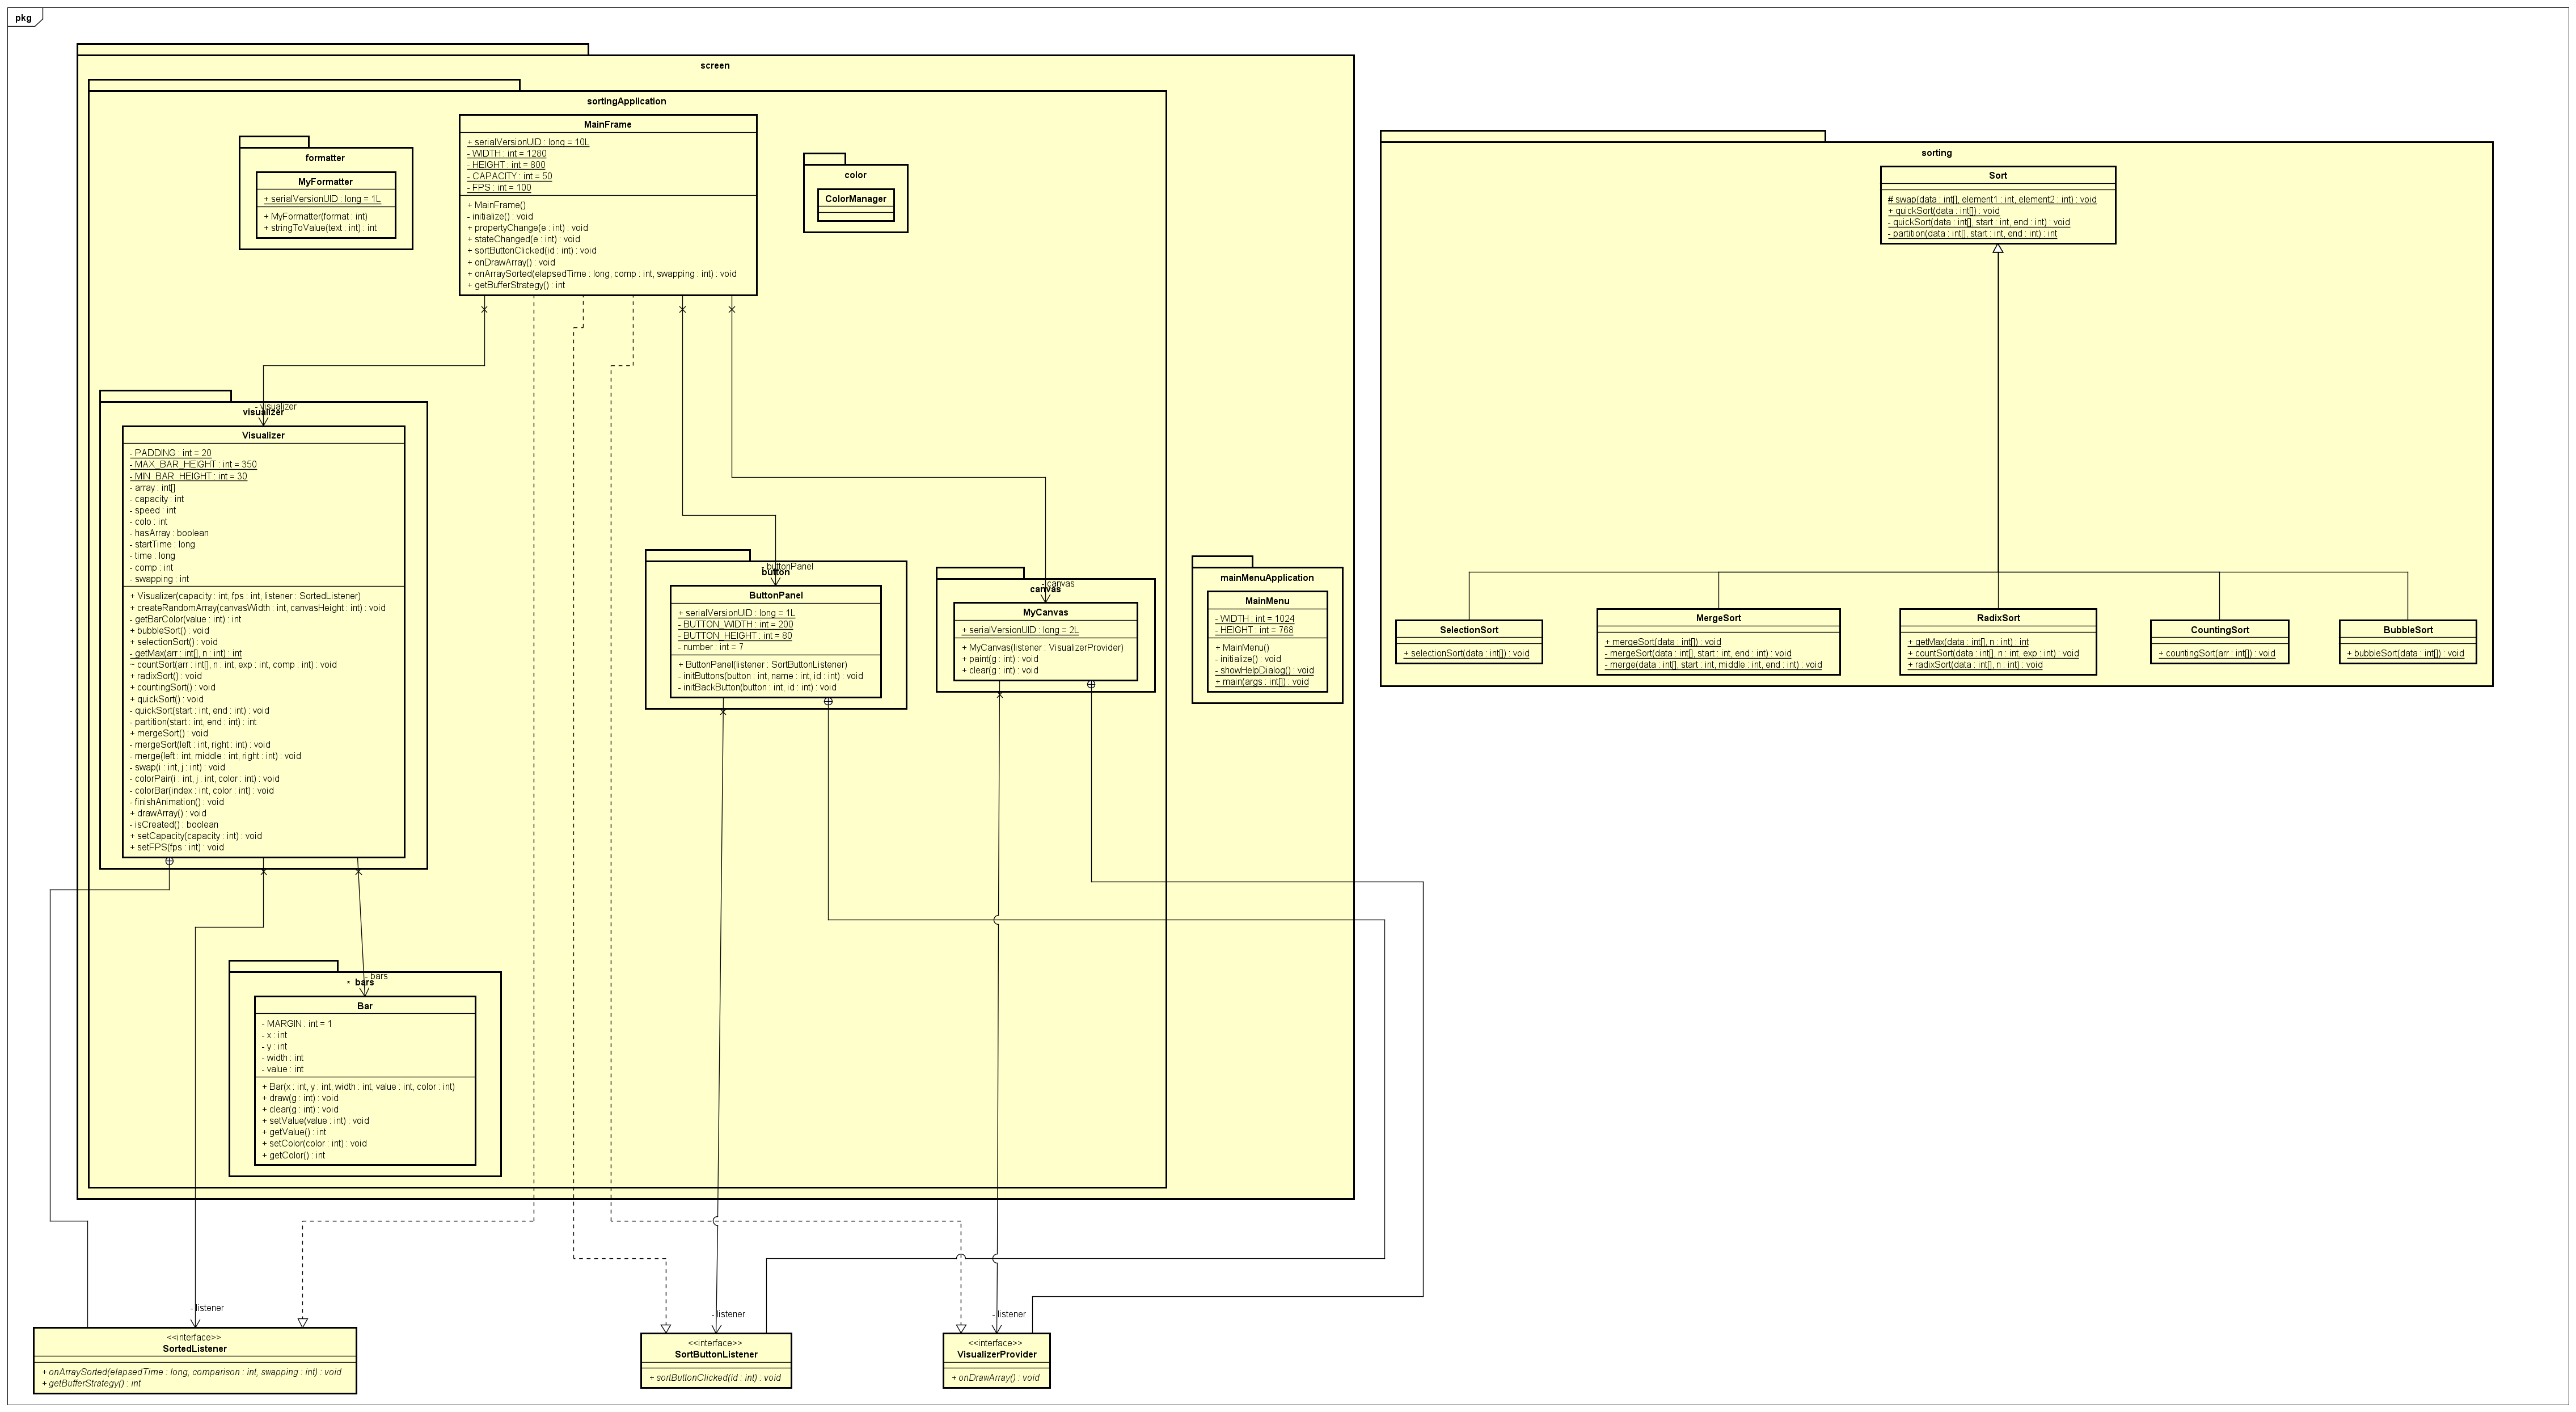 pkg
screen
sortingApplication
MainFrame
+ serialVersionUID : long = 10L
- WIDTH : int = 1280
- HEIGHT : int = 800
- CAPACITY : int = 50
- FPS : int = 100
+ MainFrame()
- initialize() : void
+ propertyChange(e : int) : void
+ stateChanged(e : int) : void
+ sortButtonClicked(id : int) : void
+ onDrawArray() : void
+ onArraySorted(elapsedTime : long, comp : int, swapping : int) : void
+ getBufferStrategy() : int
formatter
MyFormatter
+ serialVersionUID : long = 1L
+ MyFormatter(format : int)
+ stringToValue(text : int) : int
color
ColorManager
- visualizer
visualizer
Visualizer
- PADDING : int = 20
- MAX_BAR_HEIGHT : int = 350
- MIN_BAR_HEIGHT : int = 30
- array : int[]
- capacity : int
- speed : int
- colo : int
- hasArray : boolean
- startTime : long
- time : long
- comp : int
- swapping : int
+ Visualizer(capacity : int, fps : int, listener : SortedListener)
+ createRandomArray(canvasWidth : int, canvasHeight : int) : void
- getBarColor(value : int) : int
+ bubbleSort() : void
+ selectionSort() : void
- getMax(arr : int[], n : int) : int
~ countSort(arr : int[], n : int, exp : int, comp : int) : void
+ radixSort() : void
+ countingSort() : void
+ quickSort() : void
- quickSort(start : int, end : int) : void
- partition(start : int, end : int) : int
+ mergeSort() : void
- mergeSort(left : int, right : int) : void
- merge(left : int, middle : int, right : int) : void
- swap(i : int, j : int) : void
- colorPair(i : int, j : int, color : int) : void
- colorBar(index : int, color : int) : void
- finishAnimation() : void
+ drawArray() : void
- isCreated() : boolean
+ setCapacity(capacity : int) : void
+ setFPS(fps : int) : void
- buttonPanel
button
ButtonPanel
+ serialVersionUID : long = 1L
- BUTTON_WIDTH : int = 200
- BUTTON_HEIGHT : int = 80
- number : int = 7
+ ButtonPanel(listener : SortButtonListener)
- initButtons(button : int, name : int, id : int) : void
- initBackButton(button : int, id : int) : void
- canvas
canvas
MyCanvas
+ serialVersionUID : long = 2L
+ MyCanvas(listener : VisualizerProvider)
+ paint(g : int) : void
+ clear(g : int) : void
mainMenuApplication
MainMenu
- WIDTH : int = 1024
- HEIGHT : int = 768
+ MainMenu()
- initialize() : void
- showHelpDialog() : void
+ main(args : int[]) : void
- bars
* bars
Bar
- MARGIN : int = 1
- x : int
- y : int
- width : int
- value : int
+ Bar(x : int, y : int, width : int, value : int, color : int)
+ draw(g : int) : void
+ clear(g : int) : void
+ setValue(value : int) : void
+ getValue() : int
+ setColor(color : int) : void
+ getColor() : int
sorting
Sort
# swap(data : int[], element1 : int, element2 : int) : void
+ quickSort(data : int[]) : void
- quickSort(data : int[], start : int, end : int) : void
- partition(data : int[], start : int, end : int) : int
SelectionSort
+ selectionSort(data : int[]) : void
MergeSort
+ mergeSort(data : int[]) : void
- mergeSort(data : int[], start : int, end : int) : void
- merge(data : int[], start : int, middle : int, end : int) : void
RadixSort
+ getMax(data : int[], n : int) : int
+ countSort(data : int[], n : int, exp : int) : void
+ radixSort(data : int[], n : int) : void
CountingSort
+ countingSort(arr : int[]) : void
BubbleSort
+ bubbleSort(data : int[]) : void
- listener
<<interface>>
SortedListener
+ onArraySorted(elapsedTime : long, comparison : int, swapping : int) : void
+ getBufferStrategy() : int
- listener
<<interface>>
SortButtonListener
+ sortButtonClicked(id : int) : void
- listener
<<interface>>
VisualizerProvider
+ onDrawArray() : void